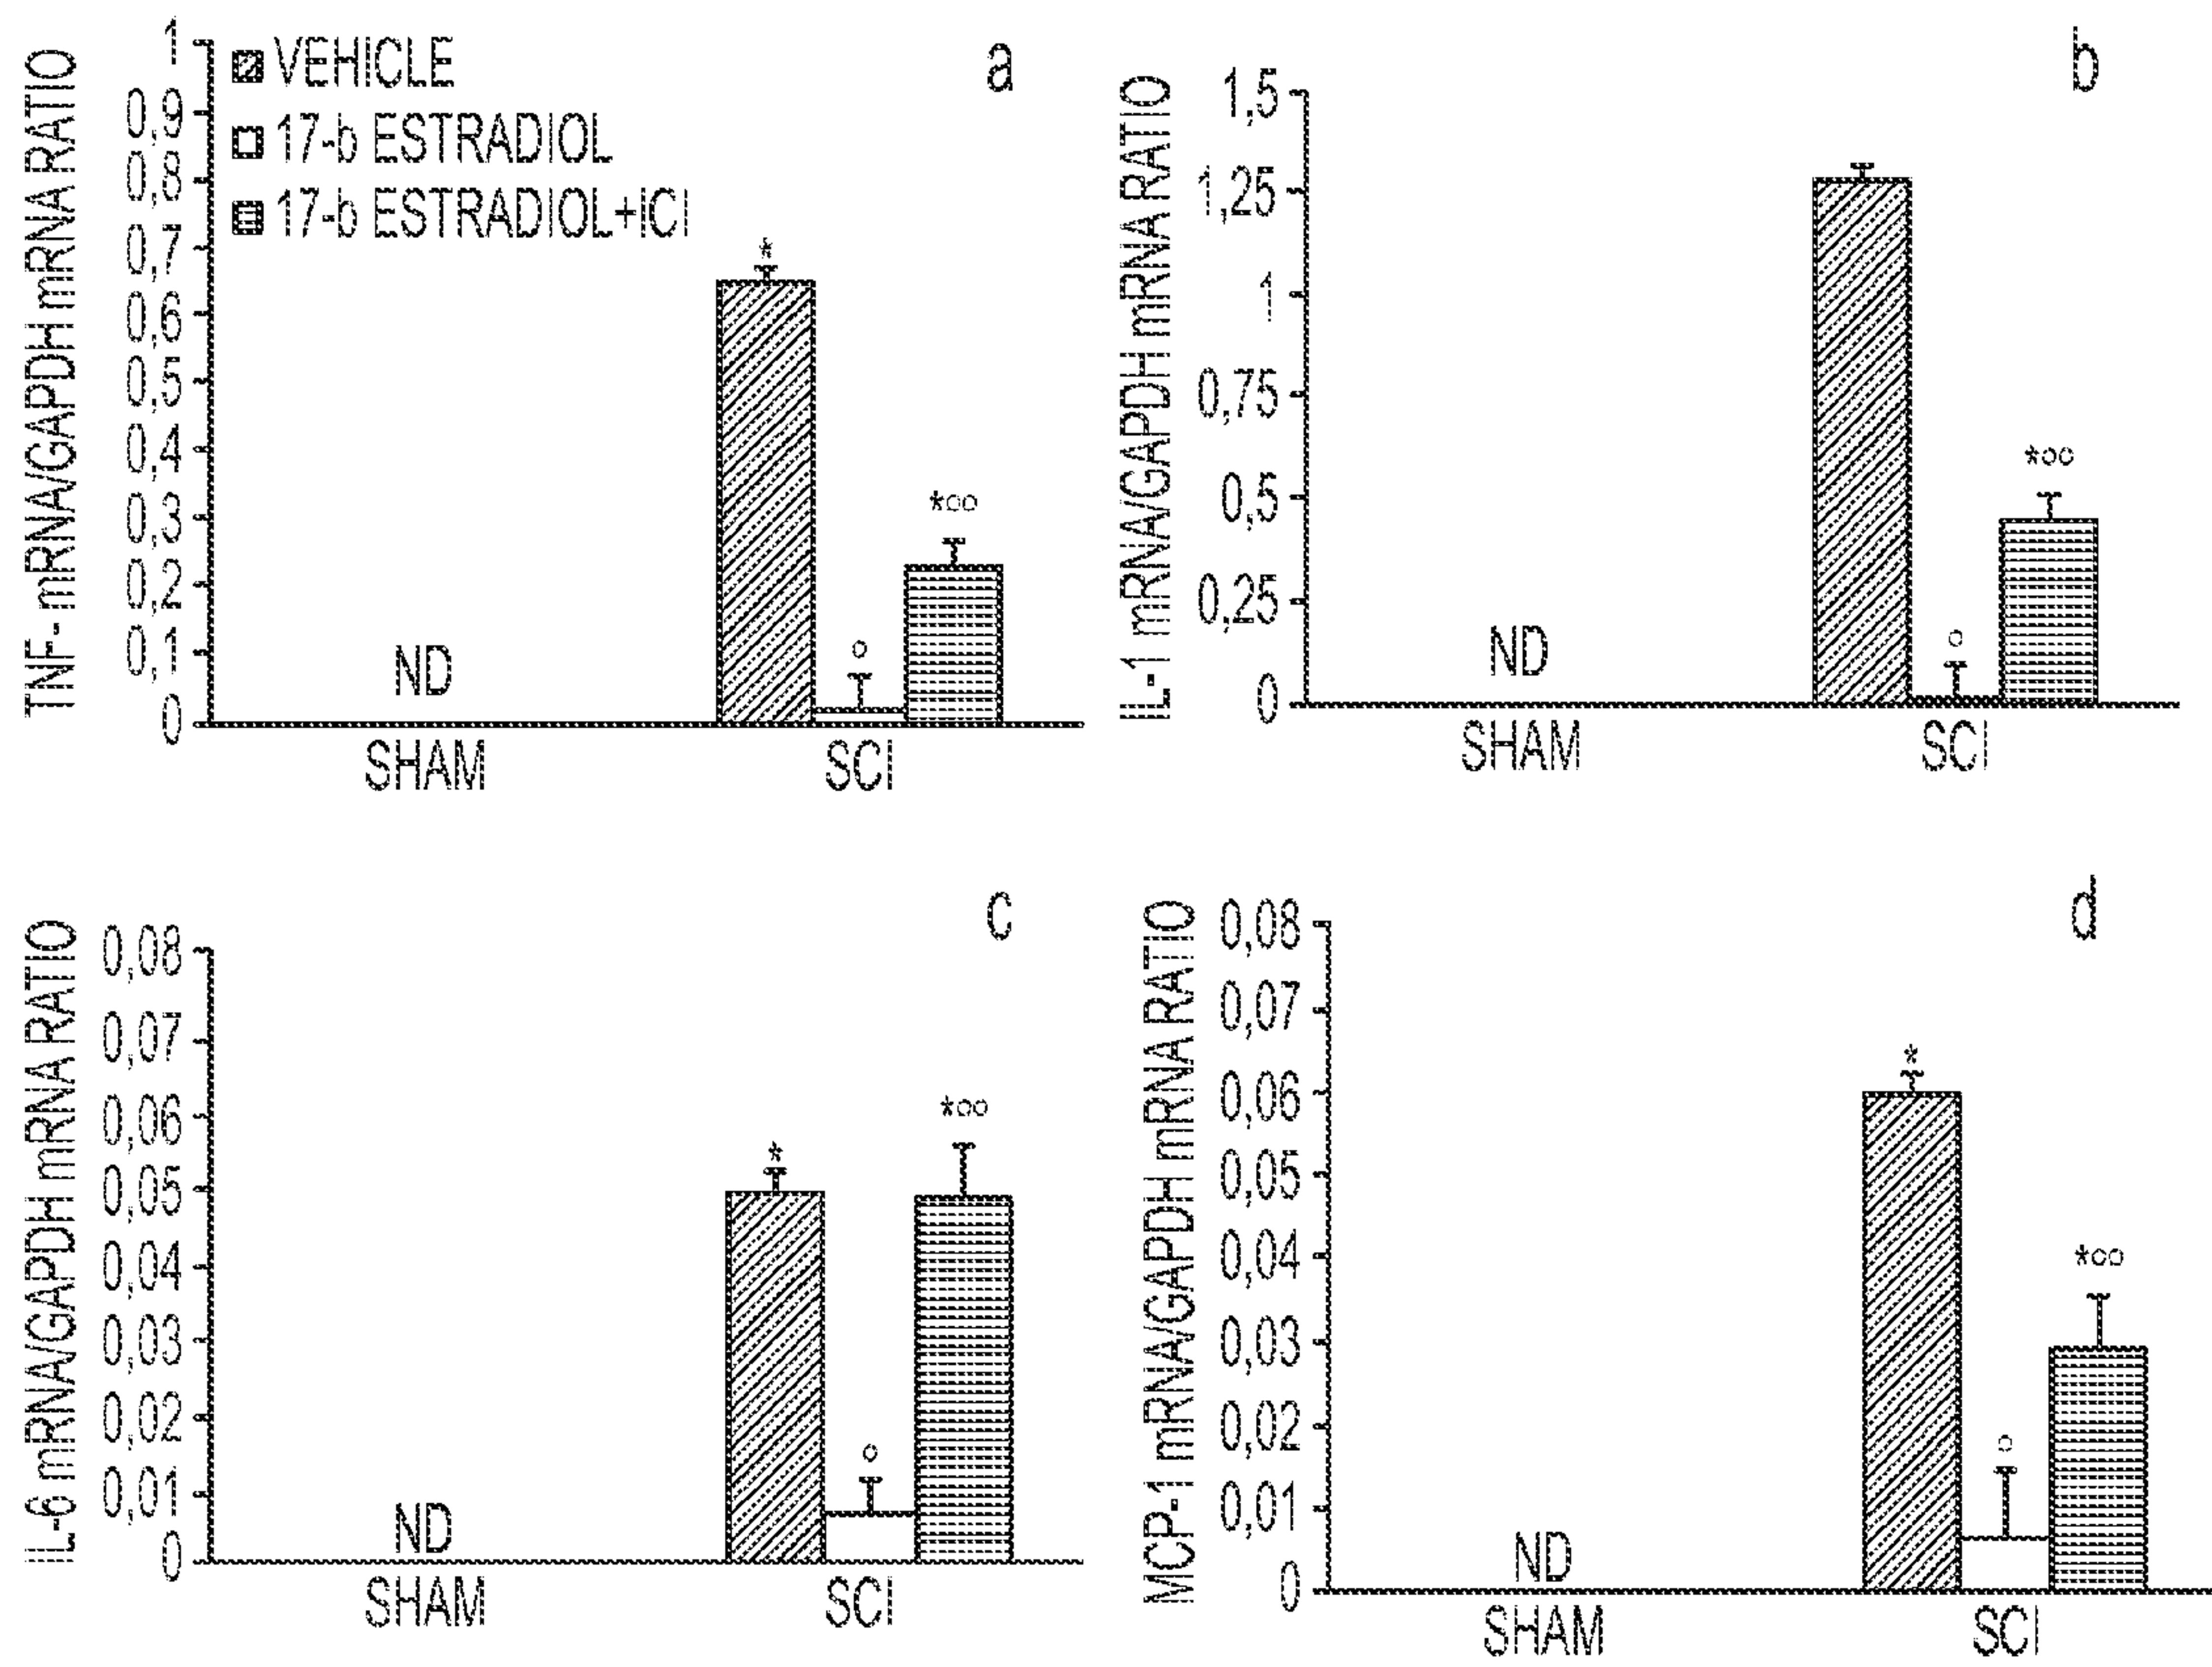 a
TNF- mRNA/GAPDH mRNA RATIO
1
0,9
0,8
0,7
0,6
0,5
0,4
0,3
0,2
0,1
0
VEHICLE
17-b ESTRADIOL
17-b ESTRADIOL+ICI
*
o
*oo
ND
SHAM
SCI
b
IL-1 mRNA/GAPDH mRNA RATIO
1,5
1,25
1
0,75
0,5
0,25
0
o
*oo
ND
SHAM
SCI
c
IL-6 mRNA/GAPDH mRNA RATIO
0,08
0,07
0,06
0,05
0,04
0,03
0,02
0,01
0
*
o
*oo
ND
SHAM
SCI
d
MCP-1 mRNA/GAPDH mRNA RATIO
0,08
0,07
0,06
0,05
0,04
0,03
0,02
0,01
0
*
o
*oo
ND
SHAM
SCI